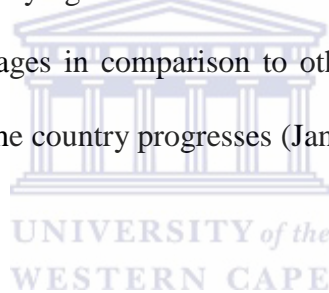 ages in comparison to oth
ne country progresses (Jan
UNIVERSITY of the
WESTERN CAPE